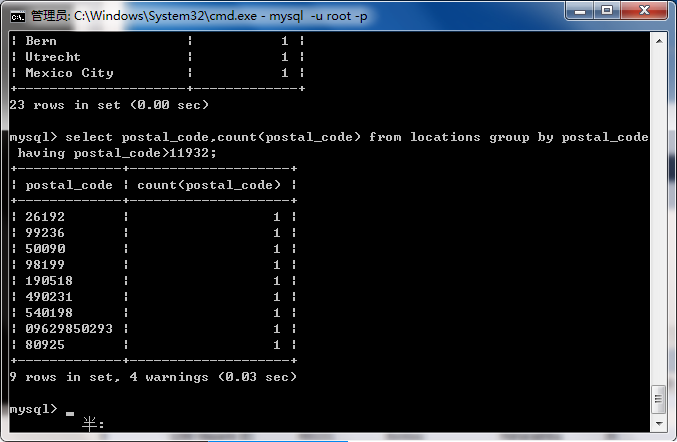 管理员: C:\Windows\System32\cmd.exe - mysql  -u root -p
C:\.
¦ Bern                ¦           1 ¦
¦ Utrecht             ¦           1 ¦
¦ Mexico City         ¦           1 ¦
+---------------------+-------------+
23 rows in set (0.00 sec)
mysql> select postal_code,count(postal_code) from locations group by postal_code
 having postal_code>11932;
+-------------+--------------------+
¦ postal_code ¦ count(postal_code) ¦
+-------------+--------------------+
¦ 26192       ¦                  1 ¦
¦ 99236       ¦                  1 ¦
¦ 50090       ¦                  1 ¦
¦ 98199       ¦                  1 ¦
¦ 190518      ¦                  1 ¦
¦ 490231      ¦                  1 ¦
¦ 540198      ¦                  1 ¦
¦ 09629850293 ¦                  1 ¦
¦ 80925       ¦                  1 ¦
+-------------+--------------------+
9 rows in set, 4 warnings (0.03 sec)
mysql> _
半: